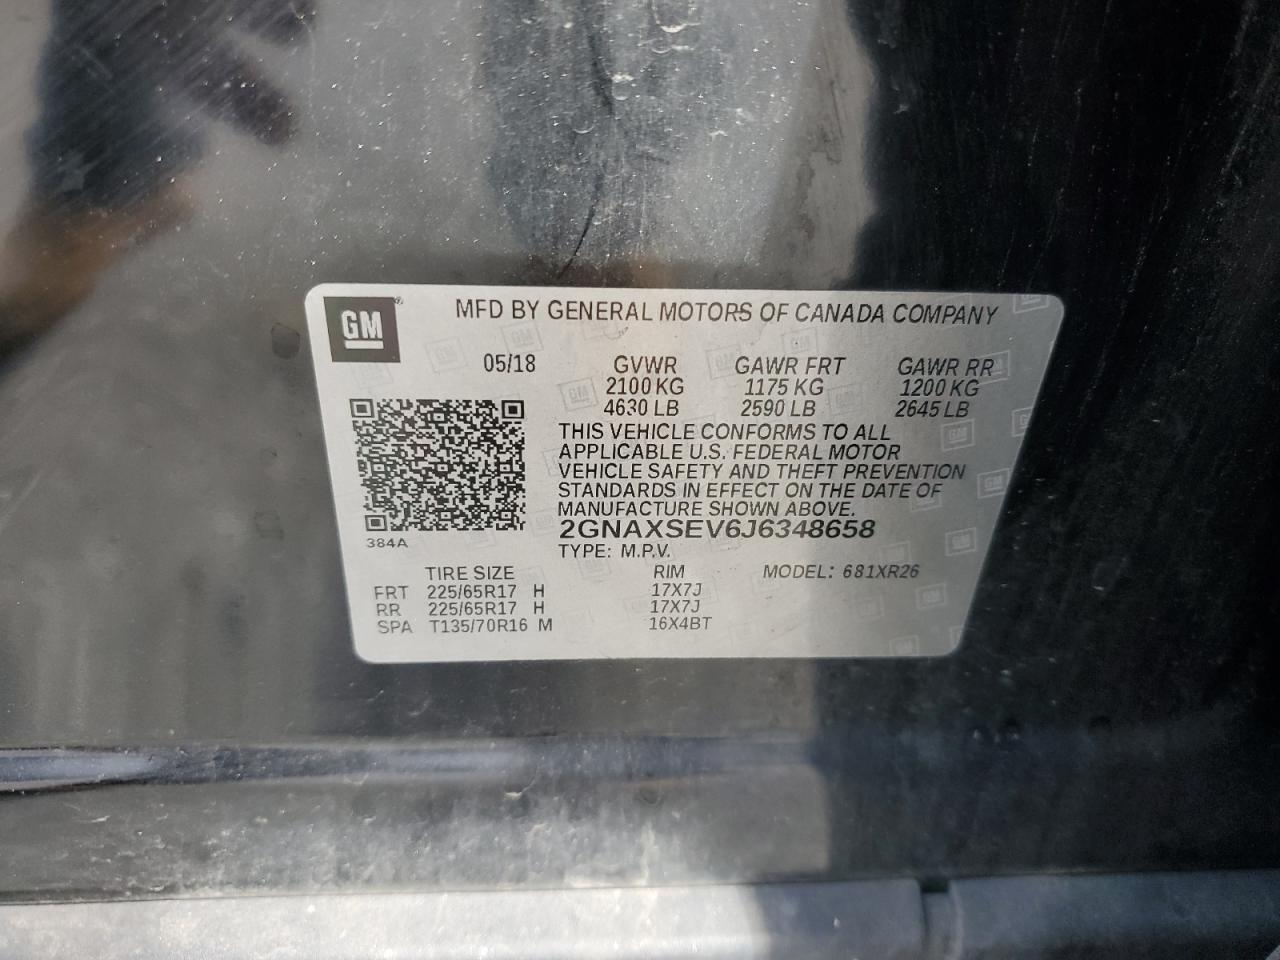 GM
MFD BY GENERAL MOTORS OF CANADA COMPANY
05/18 GVWR GAWR FRT GAWR RR
2100 KG 1175 KG 1200 KG
4630 LB 2590 LB 2645 LB
THIS VEHICLE CONFORMS TO ALL
APPLICABLE U.S. FEDERAL MOTOR
VEHICLE SAFETY AND THEFT PREVENTION
STANDARDS IN EFFECT ON THE DATE OF
MANUFACTURE SHOWN ABOVE.
2GNAXSEV6J6348658
384A
TYPE: M.P.V.
TIRE SIZE RIM MODEL: 681XR26
FRT 225/65R17 H 17X7J
RR 225/65R17 H 17X7J
SPA T135/70R16 M 16X4BT